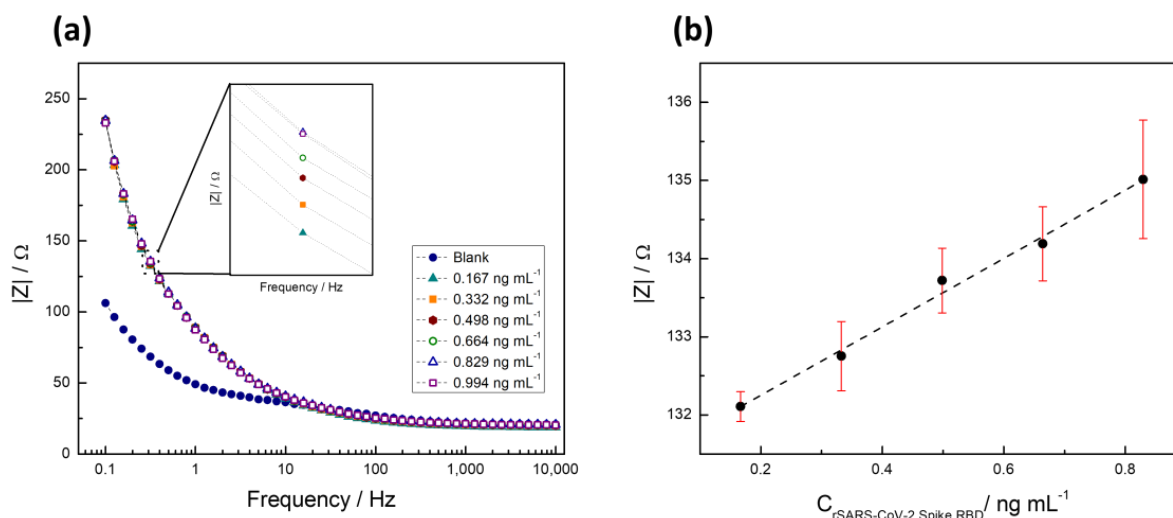 (a)
250
200
150
100
50
0
|Z| / Ω
0.1
1
10
100
1,000
10,000
Frequency / Hz
|Z| / Ω
Frequency / Hz
Blank
0.167 ng mL⁻¹
0.332 ng mL⁻¹
0.498 ng mL⁻¹
0.664 ng mL⁻¹
0.829 ng mL⁻¹
0.994 ng mL⁻¹
(b)
136
135
134
133
132
|Z| / Ω
0.2
0.4
0.6
0.8
C rSARS-CoV-2 Spike RBD/ ng mL⁻¹